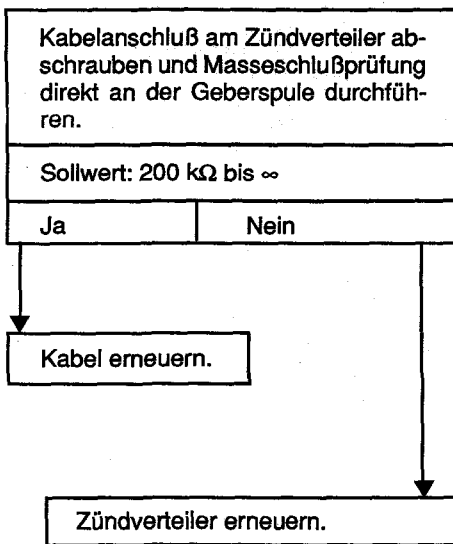 Kabelanschluß am Zündverteiler ab-
schrauben und Masseschlußprüfung
direkt an der Geberspule durchfüh-
ren.
Sollwert: 200 kΩ bis ∞
Ja Nein
Kabel erneuern.
Zündverteiler erneuern.